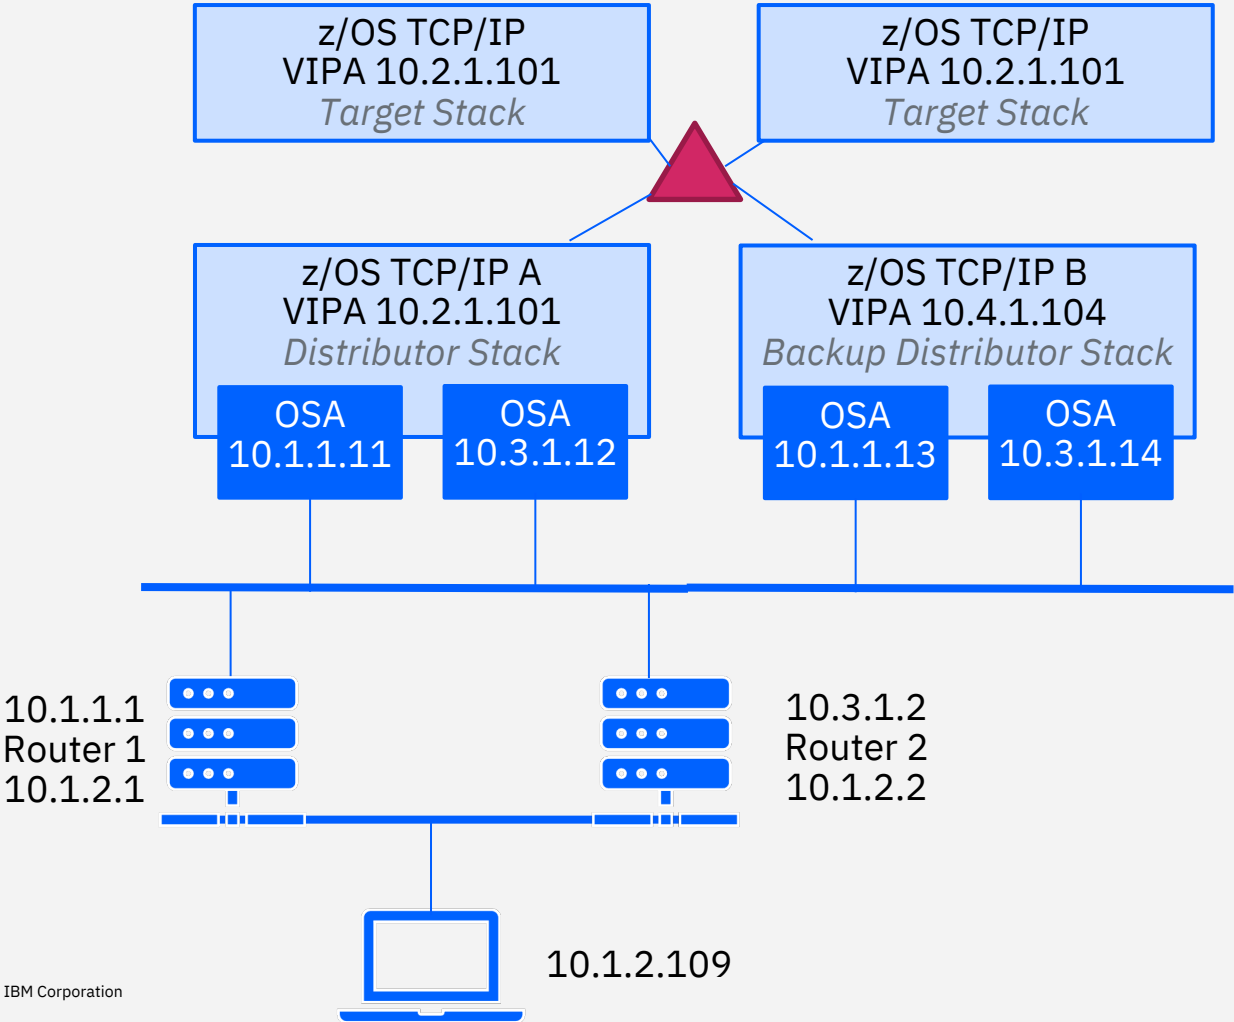 z/OS TCP/IP
VIPA 10.2.1.101
Target Stack
z/OS TCP/IP
VIPA 10.2.1.101
Target Stack
z/OS TCP/IP A
VIPA 10.2.1.101
Distributor Stack
OSA
10.1.1.11
OSA
10.3.1.12
z/OS TCP/IP B
VIPA 10.4.1.104
Backup Distributor Stack
OSA
10.1.1.13
OSA
10.3.1.14
10.1.1.1
Router 1
10.1.2.1
10.3.1.2
Router 2
10.1.2.2
10.1.2.109
IBM Corporation